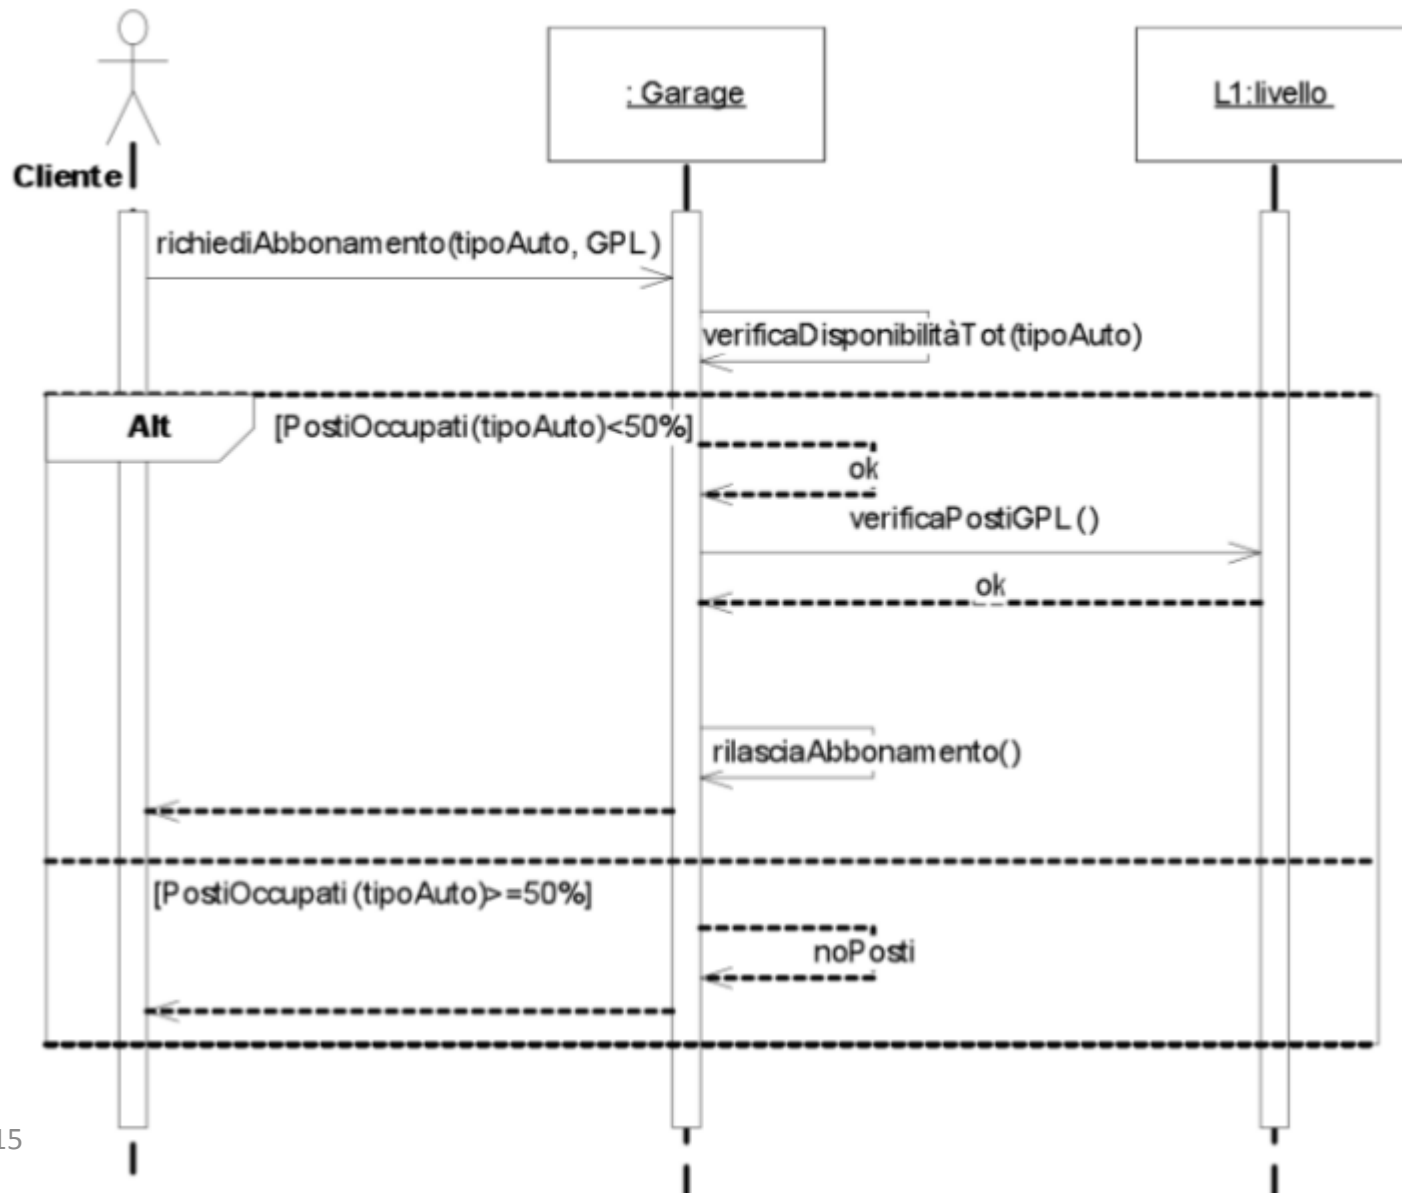 : Garage
L1:livello
Cliente
richiediAbbonamento(tipoAuto, GPL)
verificaDisponibilitàTot(tipoAuto)
Alt
[PostiOccupati(tipoAuto)<50%]
ok
verificaPostiGPL()
ok
rilasciaAbbonamento()
[PostiOccupati (tipoAuto)>=50%]
noPosti
15